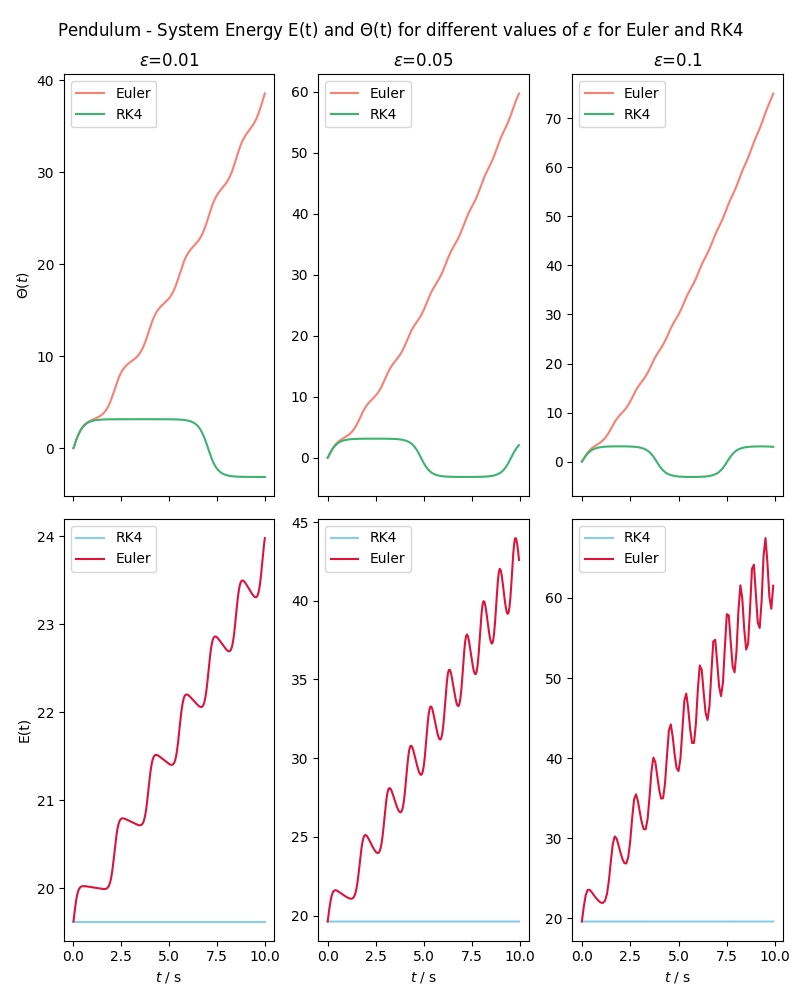 Pendulum - System Energy E(t) and Θ(t) for different values of ε for Euler and RK4
ε=0.01
ε=0.05
ε=0.1
Euler
RK4
Euler
RK4
Euler
RK4
Θ(t)
40
30
20
10
0
60
50
40
30
20
10
0
70
60
50
40
30
20
10
0
RK4
Euler
RK4
Euler
RK4
Euler
E(t)
24
23
22
21
20
45
40
35
30
25
20
60
50
40
30
20
0.0 2.5 5.0 7.5 10.0
0.0 2.5 5.0 7.5 10.0
0.0 2.5 5.0 7.5 10.0
t / s
t / s
t / s